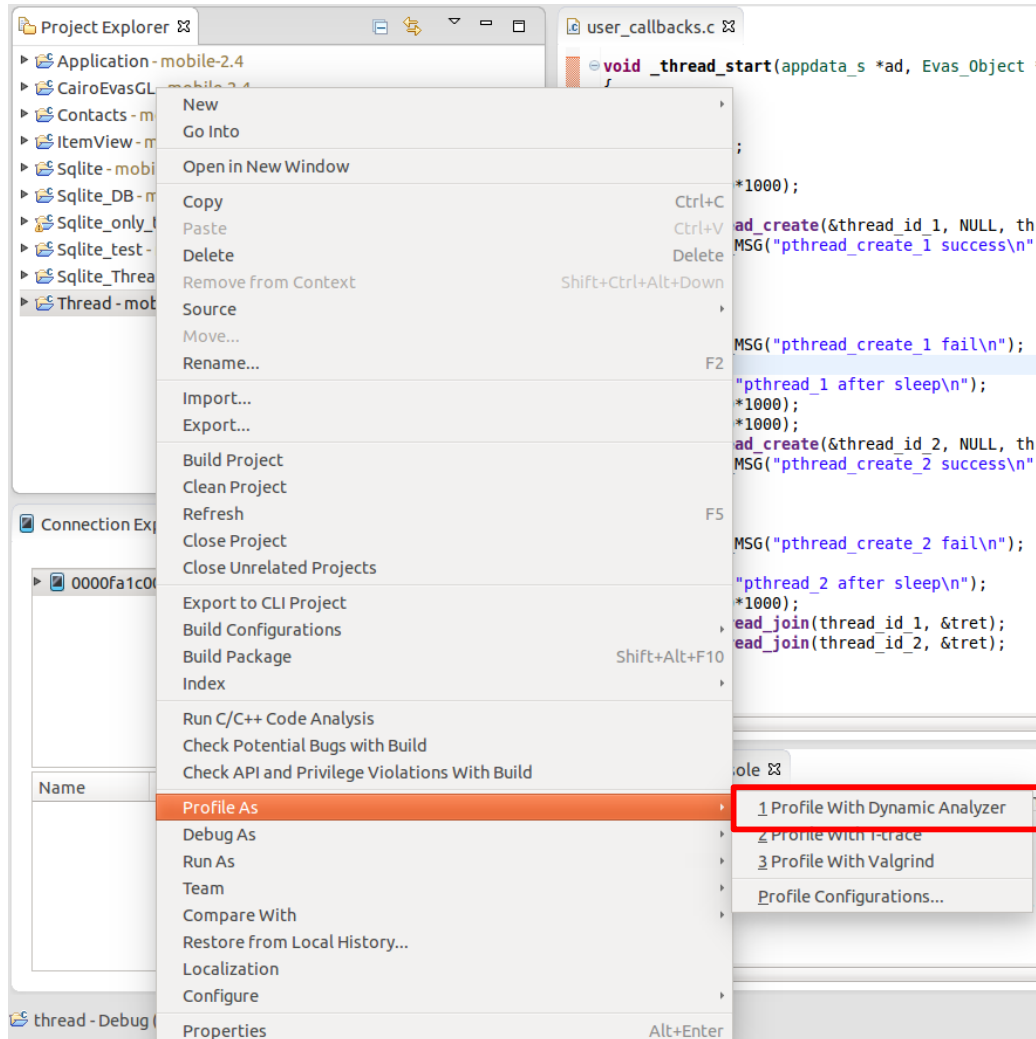 Project Explorer
Application - mobile-2.4
CairoEvasGL
Contacts - m
ItemView - m
Sqlite - mobi
Sqlite_DB - m
Sqlite_only_t
Sqlite_test -
Sqlite_Threa
Thread - mob
Connection Exp
0000fa1c00
Name
thread - Debug (
New
Go Into
Open in New Window
Copy Ctrl+C
Paste Ctrl+V
Delete Delete
Remove from Context Shift+Ctrl+Alt+Down
Source
Move...
Rename... F2
Import...
Export...
Build Project
Clean Project
Refresh F5
Close Project
Close Unrelated Projects
Export to CLI Project
Build Configurations
Build Package Shift+Alt+F10
Index
Run C/C++ Code Analysis
Check Potential Bugs with Build
Check API and Privilege Violations With Build
Profile As
Debug As
Run As
Team
Compare With
Restore from Local History...
Localization
Configure
Properties Alt+Enter
user_callbacks.c
void _thread_start(appdata_s *ad, Evas_Object *
{
;
*1000);
ad_create(&thread_id_1, NULL, th
MSG("pthread_create_1 success\n"
MSG("pthread_create_1 fail\n");
"pthread_1 after sleep\n");
*1000);
*1000);
ad_create(&thread_id_2, NULL, th
MSG("pthread_create_2 success\n"
MSG("pthread_create_2 fail\n");
"pthread_2 after sleep\n");
*1000);
ead_join(thread_id_1, &tret);
ead_join(thread_id_2, &tret);
sole
1 Profile With Dynamic Analyzer
2 Profile With T-trace
3 Profile With Valgrind
Profile Configurations...